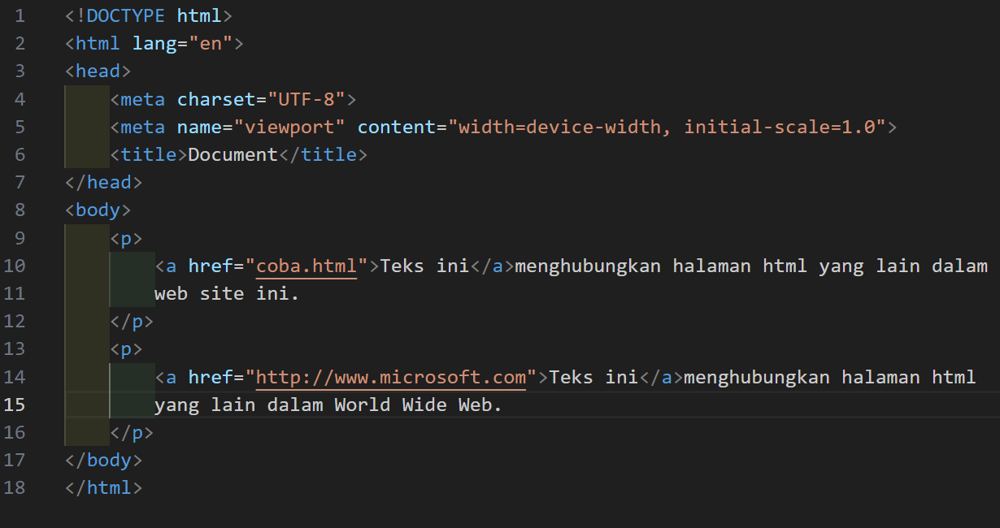 1 <!DOCTYPE html>
2 <html lang="en">
3 <head>
4     <meta charset="UTF-8">
5     <meta name="viewport" content="width=device-width, initial-scale=1.0">
6     <title>Document</title>
7 </head>
8 <body>
9     <p>
10         <a href="coba.html">Teks ini</a>menghubungkan halaman html yang lain dalam
11         web site ini.
12     </p>
13     <p>
14         <a href="http://www.microsoft.com">Teks ini</a>menghubungkan halaman html
15         yang lain dalam World Wide Web.
16     </p>
17 </body>
18 </html>